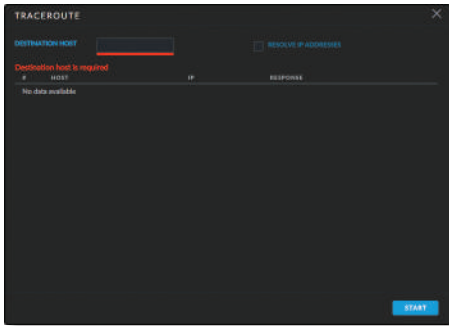 TRACEROUTE
DESTINATION HOST
RESOLVE IP ADDRESSES
Destination host is required
# HOST IP RESPONSE
No data available
START